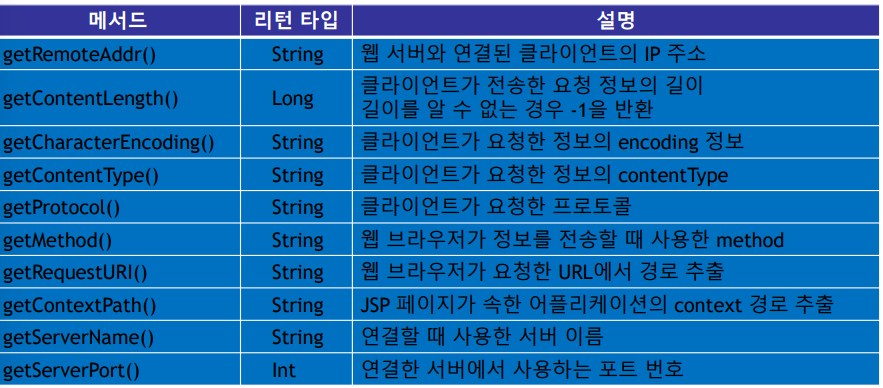 메서드 리턴 타입 설명
getRemoteAddr() String 웹 서버와 연결된 클라이언트의 IP 주소
getContentLength() Long 클라이언트가 전송한 요청 정보의 길이
길이를 알 수 없는 경우 -1을 반환
getCharacterEncoding() String 클라이언트가 요청한 정보의 encoding 정보
getContentType() String 클라이언트가 요청한 정보의 contentType
getProtocol() String 클라이언트가 요청한 프로토콜
getMethod() String 웹 브라우저가 정보를 전송할 때 사용한 method
getRequestURI() String 웹 브라우저가 요청한 URL에서 경로 추출
getContextPath() String JSP 페이지가 속한 어플리케이션의 context 경로 추출
getServerName() String 연결할 때 사용한 서버 이름
getServerPort() Int 연결한 서버에서 사용하는 포트 번호